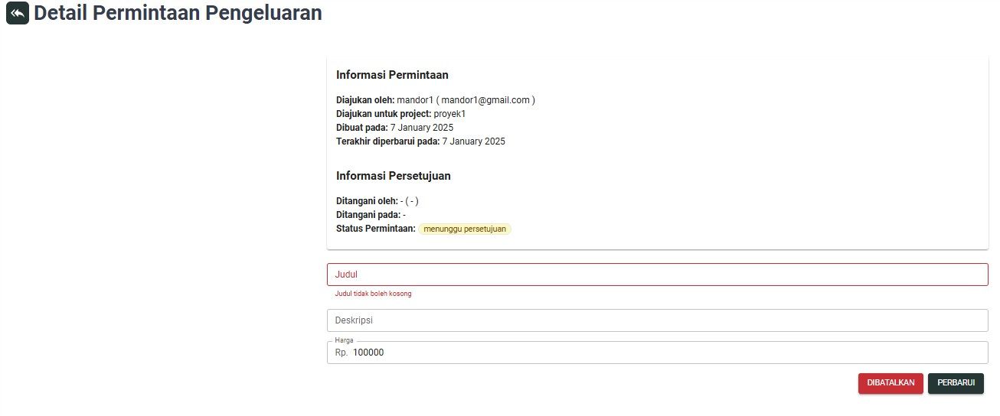 Detail Permintaan Pengeluaran
Informasi Permintaan
Diajukan oleh: mandor1 ( mandor1@gmail.com )
Diajukan untuk project: proyek1
Dibuat pada: 7 January 2025
Terakhir diperbarui pada: 7 January 2025
Informasi Persetujuan
Ditangani oleh: - ( - )
Ditangani pada: -
Status Permintaan: menunggu persetujuan
Judul
Judul tidak boleh kosong
Deskripsi
Harga
Rp. 100000
DIBATALKAN PERBARUI